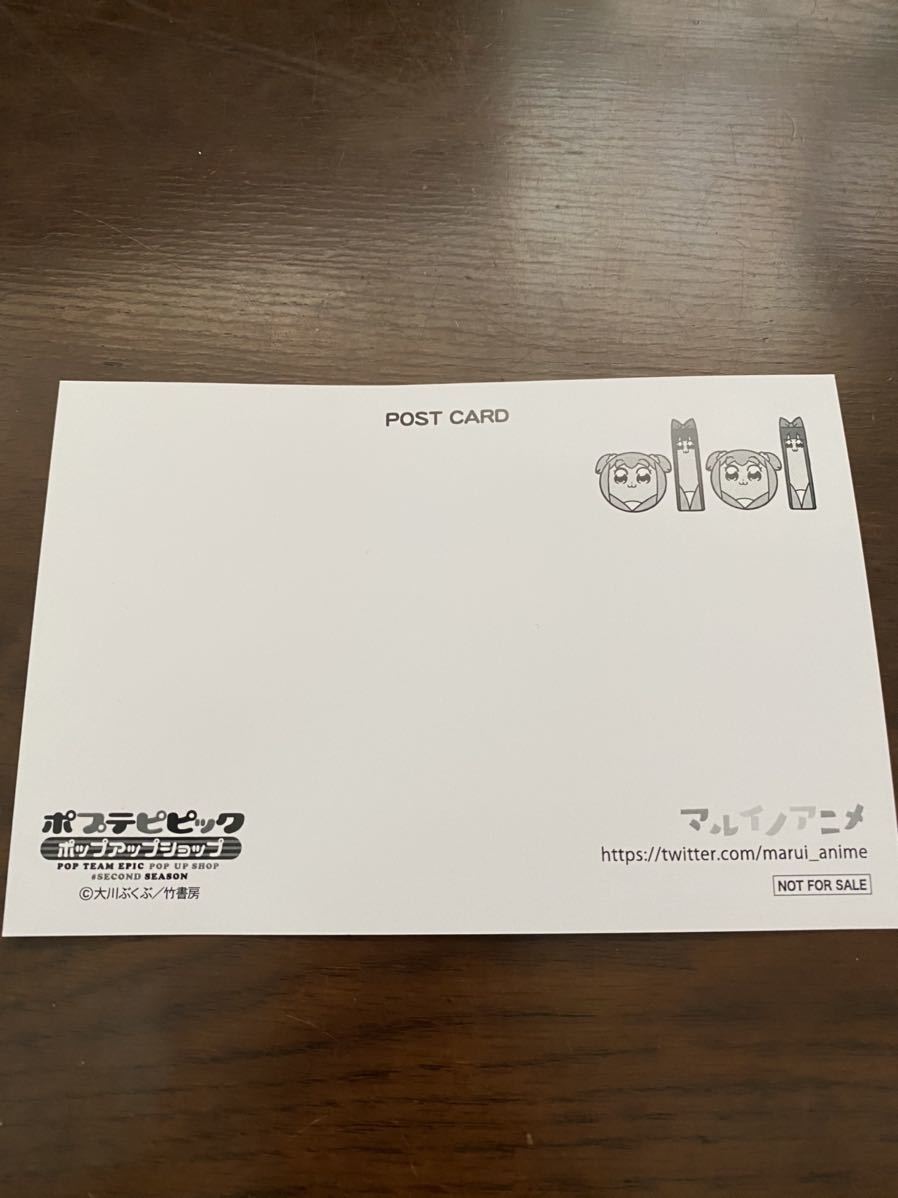 POST CARD
ポプテピピック
ポップアップショップ
POP TEAM EPIC POP UP SHOP
#SECOND SEASON
©大川ぶくぶ／竹書房
マルイノアニメ
https://twitter.com/marui_anime
NOT FOR SALE